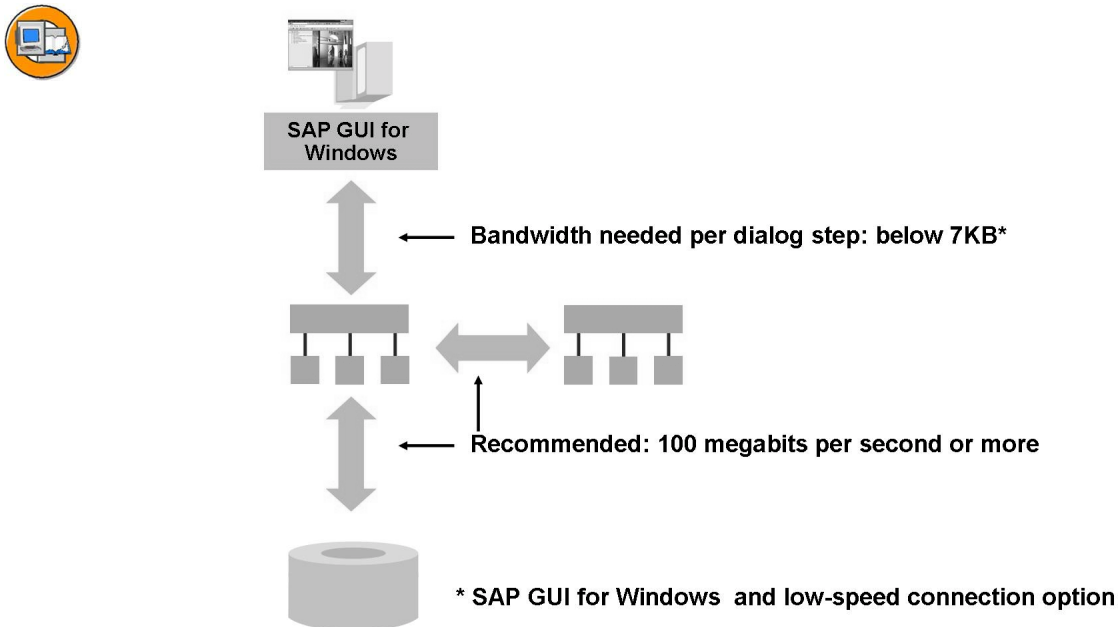 SAP GUI for
Windows
Bandwidth needed per dialog step: below 7KB*
Recommended: 100 megabits per second or more
* SAP GUI for Windows and low-speed connection option